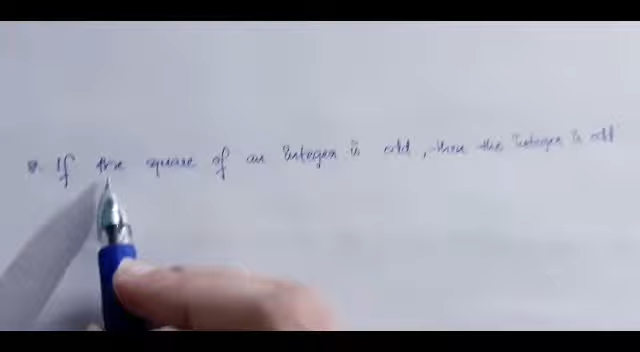 Q. If the square of an integer is odd, then the integer is odd